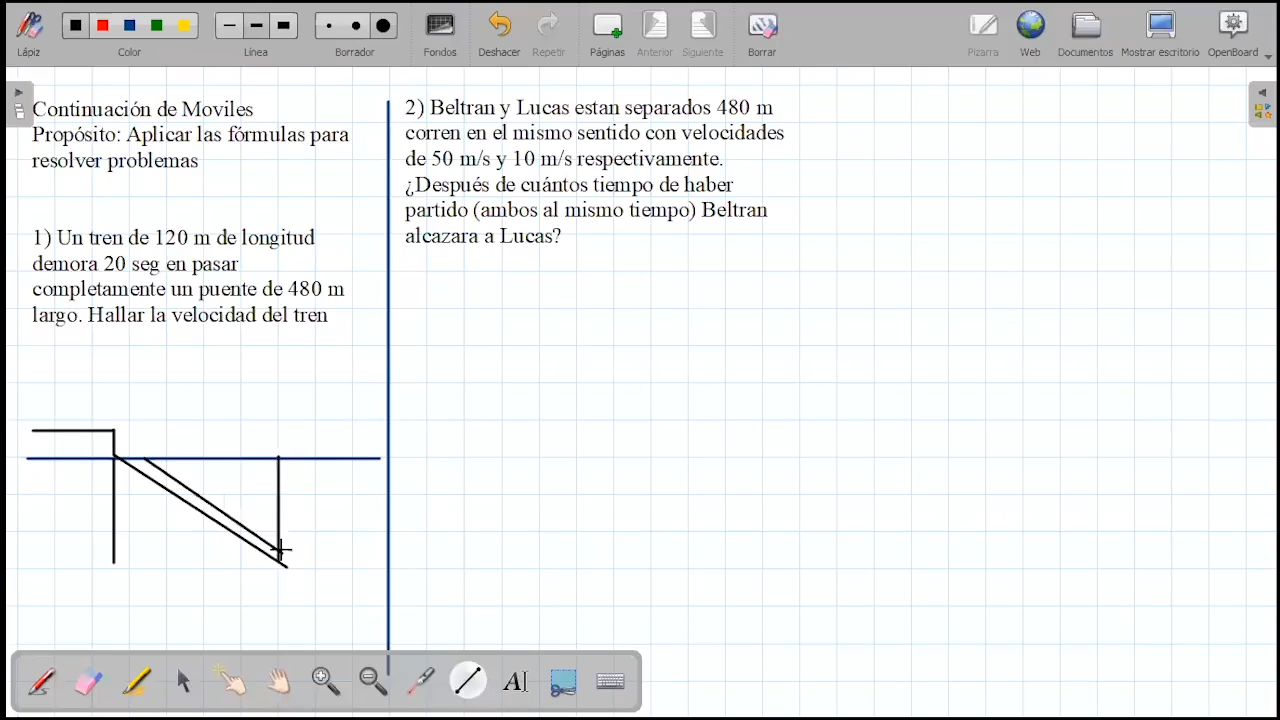 Lápiz
Color
Línea
Borrador
Fondos
Deshacer
Repetir
Páginas
Anterior
Siguiente
Borrar
Pizarra
Web
Documentos
Mostrar escritorio
OpenBoard
Continuación de Moviles
Propósito: Aplicar las fórmulas para
resolver problemas
1) Un tren de 120 m de longitud
demora 20 seg en pasar
completamente un puente de 480 m
largo. Hallar la velocidad del tren
2) Beltran y Lucas estan separados 480 m
corren en el mismo sentido con velocidades
de 50 m/s y 10 m/s respectivamente.
¿Después de cuántos tiempo de haber
partido (ambos al mismo tiempo) Beltran
alcazara a Lucas?